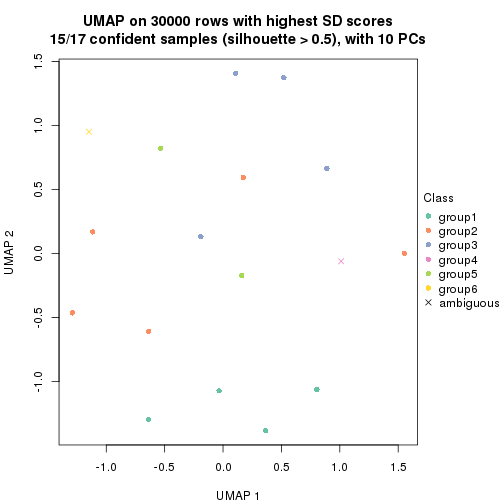 UMAP on 30000 rows with highest SD scores
15/17 confident samples (silhouette > 0.5), with 10 PCs
1.5
1.0
0.5
0.0
-0.5
-1.0
UMAP 2
-1.0 -0.5 0.0 0.5 1.0 1.5
UMAP 1
Class
group1
group2
group3
group4
group5
group6
ambiguous